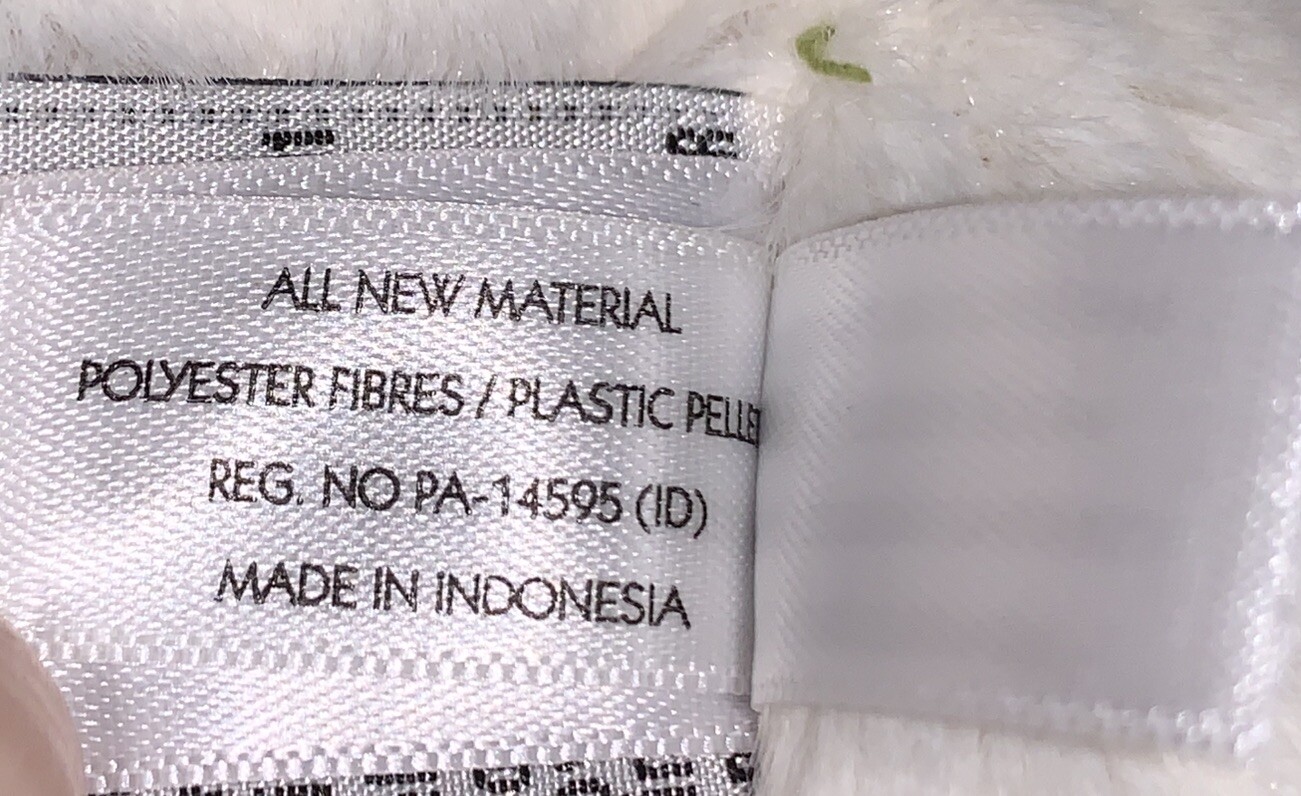 ALL NEW MATERIAL
POLYESTER FIBRES / PLASTIC
REG. NO PA-14595 (ID)
MADE IN INDONESIA